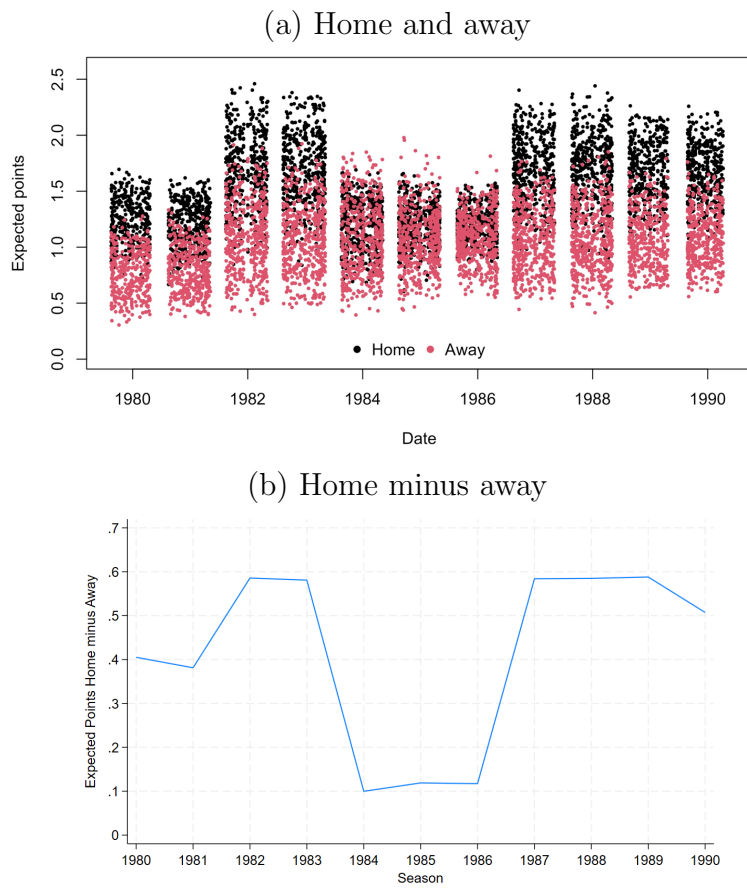 (a) Home and away
Expected points
2.5
2.0
1.5
1.0
0.5
0.0
Home Away
1980 1982 1984 1986 1988 1990
Date
(b) Home minus away
Expected Points Home minus Away
.7
.6
.5
.4
.3
.2
.1
0
1980 1981 1982 1983 1984 1985 1986 1987 1988 1989 1990
Season